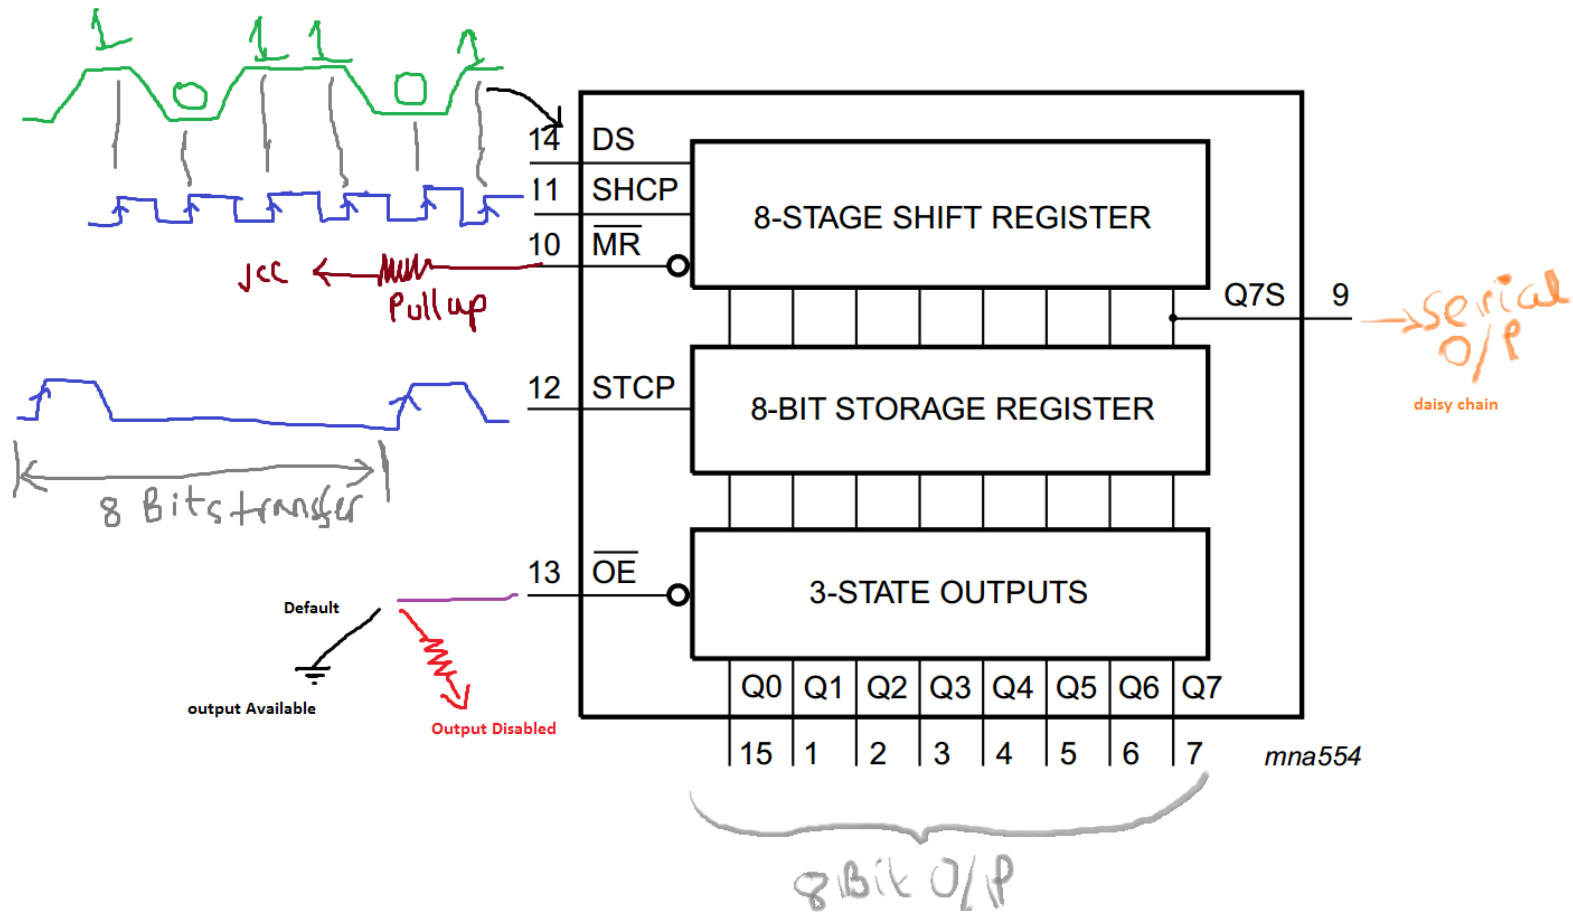 1 0 1 1 0 1
14 DS
11 SHCP
10 MR
8-STAGE SHIFT REGISTER
VCC
Pull up
Q7S 9
Serial
O/P
daisy chain
12 STCP
8-BIT STORAGE REGISTER
8 Bits transfer
13 OE
3-STATE OUTPUTS
Default
output Available
Output Disabled
Q0 Q1 Q2 Q3 Q4 Q5 Q6 Q7
15 1 2 3 4 5 6 7
mna554
8 Bit O/P